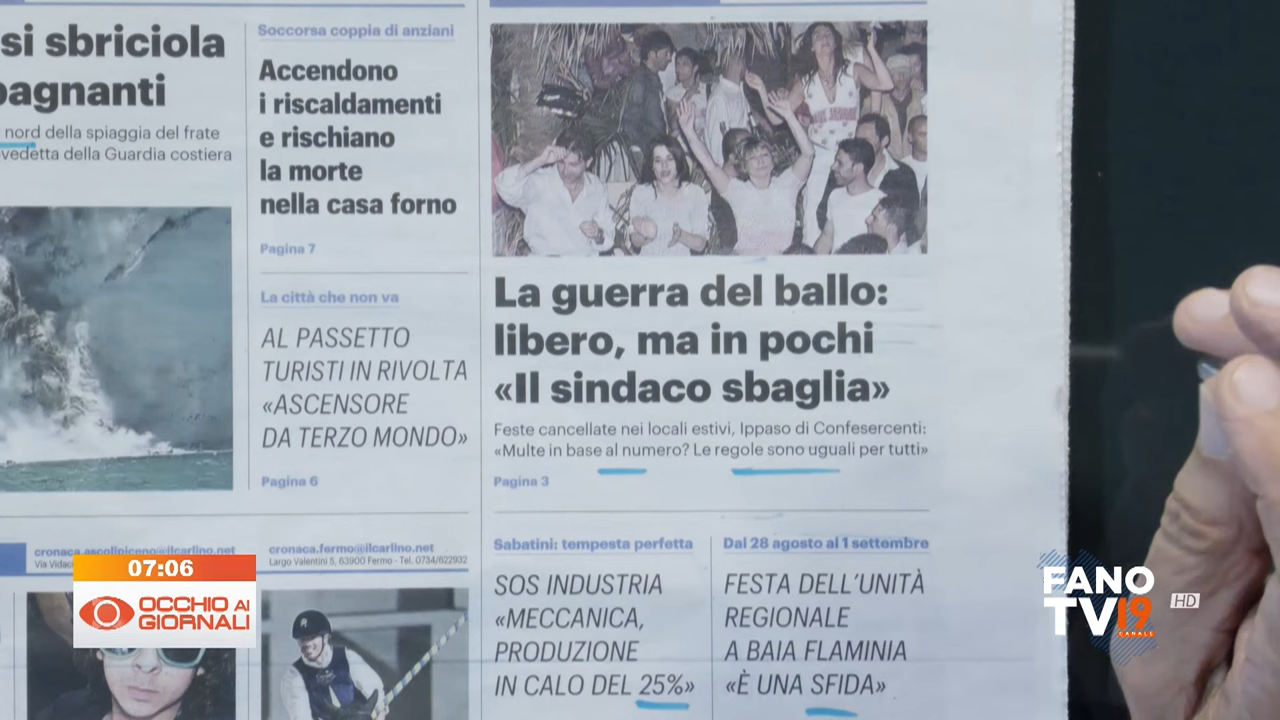 si sbriciola
pagnanti
nord della spiaggia del frate
vedetta della Guardia costiera
Soccorsa coppia di anziani
Accendono
i riscaldamenti
e rischiano
la morte
nella casa forno
Pagina 7
La città che non va
AL PASSETTO
TURISTI IN RIVOLTA
«ASCENSORE
DA TERZO MONDO»
Pagina 6
La guerra del ballo:
libero, ma in pochi
«Il sindaco sbaglia»
Feste cancellate nei locali estivi, Ippaso di Confesercenti:
«Multe in base al numero? Le regole sono uguali per tutti»
Pagina 3
cronaca.ascolipiceno@ilcarlino.net
Via Vidac
cronaca.fermo@ilcarlino.net
Largo Valentini 5, 63900 Fermo - Tel. 0734/622932
Sabatini: tempesta perfetta
SOS INDUSTRIA
«MECCANICA,
PRODUZIONE
IN CALO DEL 25%»
Dal 28 agosto al 1 settembre
FESTA DELL'UNITÀ
REGIONALE
A BAIA FLAMINIA
«È UNA SFIDA»
07:06
OCCHIO AI
GIORNALI
FANO
TV19
CANALE
HD